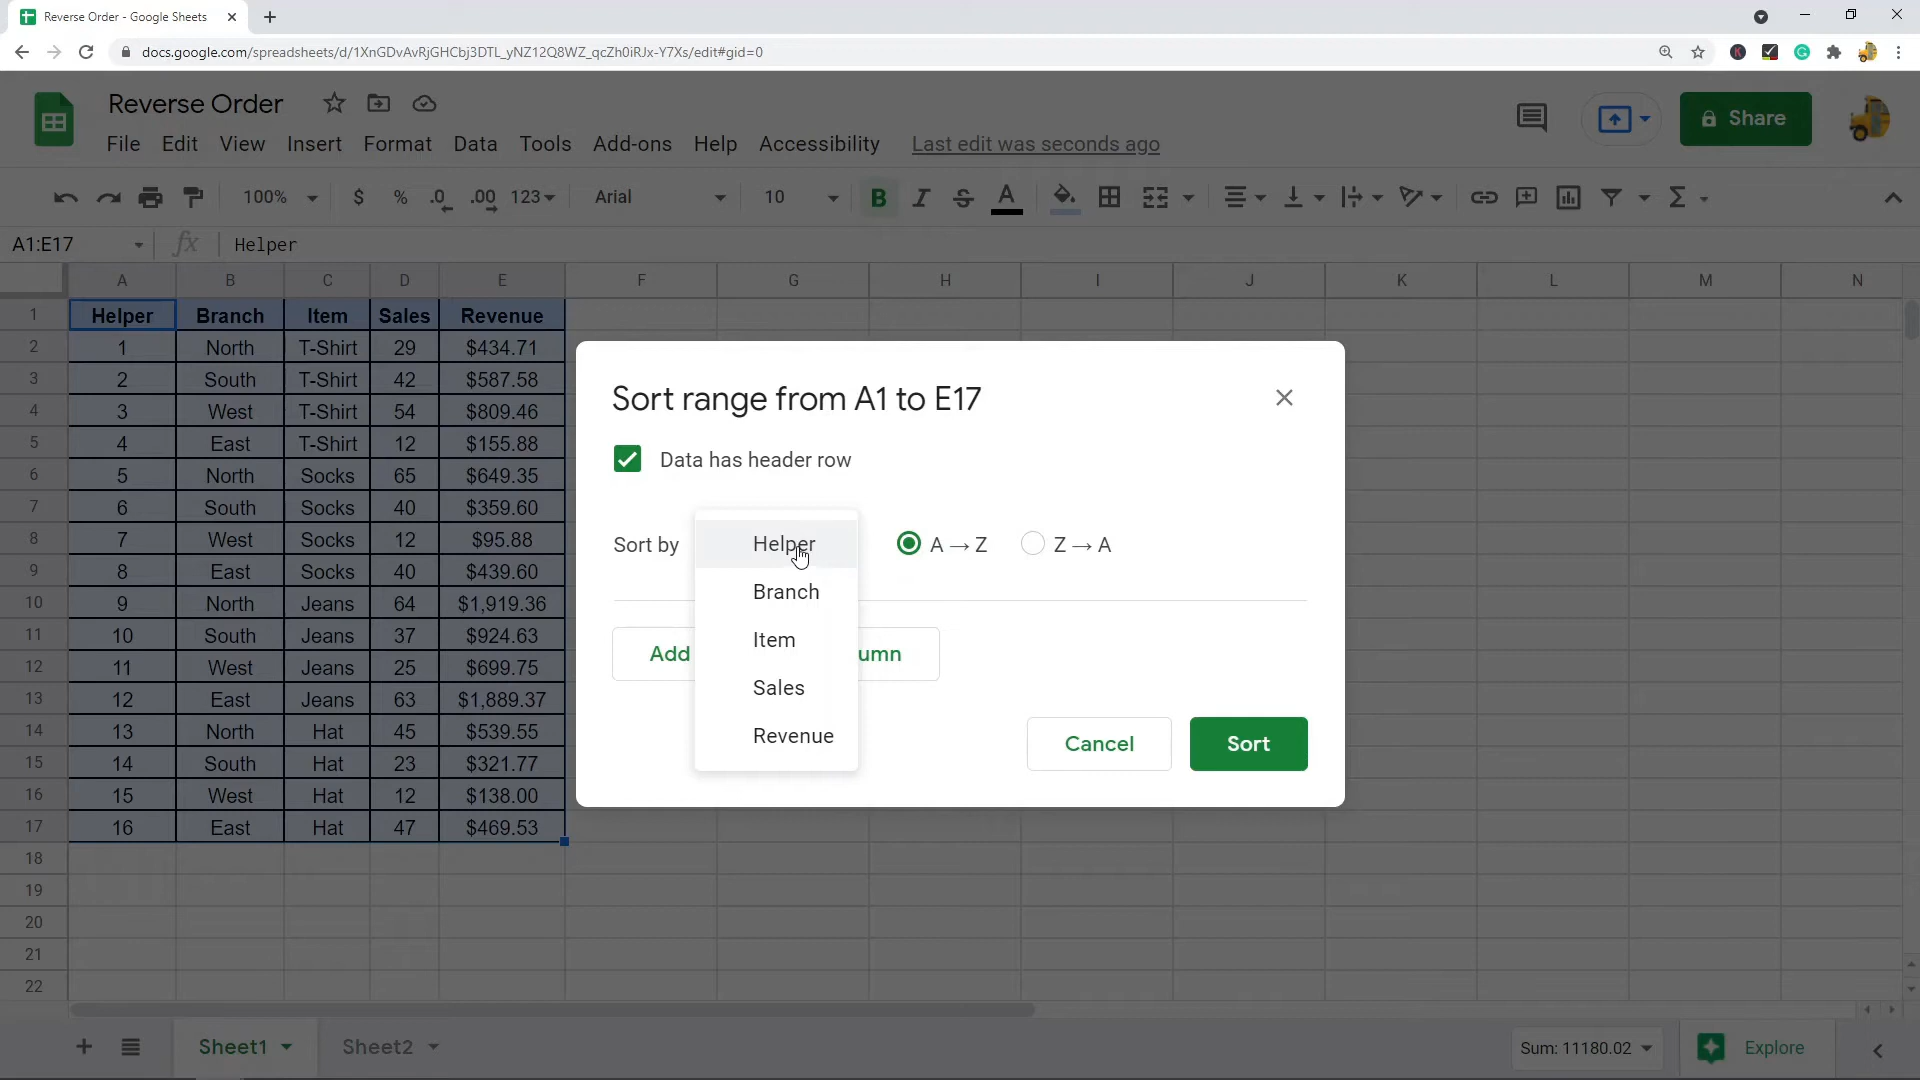 Reverse Order - Google Sheets
docs.google.com/spreadsheets/d/1XnGDvAvRjGHCbj3DTL_yNZ12Q8WZ_qcZh0iRJx-Y7Xs/edit#gid=0
Reverse Order
Share
File Edit View Insert Format Data Tools Add-ons Help Accessibility Last edit was seconds ago
100% $ % .0 .00 123 Arial 10 B I S A Σ
A1:E17 fx Helper
A B C D E F G H I J K L M N
1 Helper Branch Item Sales Revenue
2 1 North T-Shirt 29 $434.71
3 2 South T-Shirt 42 $587.58
4 3 West T-Shirt 54 $809.46
5 4 East T-Shirt 12 $155.88
6 5 North Socks 65 $649.35
7 6 South Socks 40 $359.60
8 7 West Socks 12 $95.88
9 8 East Socks 40 $439.60
10 9 North Jeans 64 $1,919.36
11 10 South Jeans 37 $924.63
12 11 West Jeans 25 $699.75
13 12 East Jeans 63 $1,889.37
14 13 North Hat 45 $539.55
15 14 South Hat 23 $321.77
16 15 West Hat 12 $138.00
17 16 East Hat 47 $469.53
18
19
20
21
22
Sort range from A1 to E17
Data has header row
Sort by Helper A → Z Z → A
Branch
Item
Add umn
Sales
Revenue
Cancel Sort
Sheet1 Sheet2 Sum: 11180.02 Explore